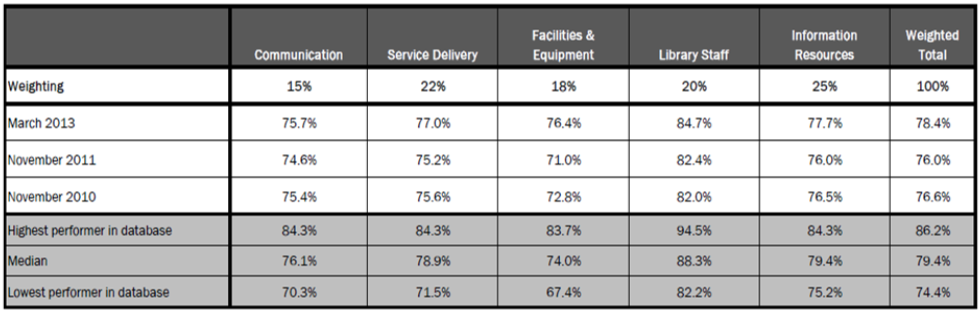 Communication Service Delivery Facilities & Equipment Library Staff Information Resources Weighted Total
Weighting 15% 22% 18% 20% 25% 100%
March 2013 75.7% 77.0% 76.4% 84.7% 77.7% 78.4%
November 2011 74.6% 75.2% 71.0% 82.4% 76.0% 76.0%
November 2010 75.4% 75.6% 72.8% 82.0% 76.5% 76.6%
Highest performer in database 84.3% 84.3% 83.7% 94.5% 84.3% 86.2%
Median 76.1% 78.9% 74.0% 88.3% 79.4% 79.4%
Lowest performer in database 70.3% 71.5% 67.4% 82.2% 75.2% 74.4%